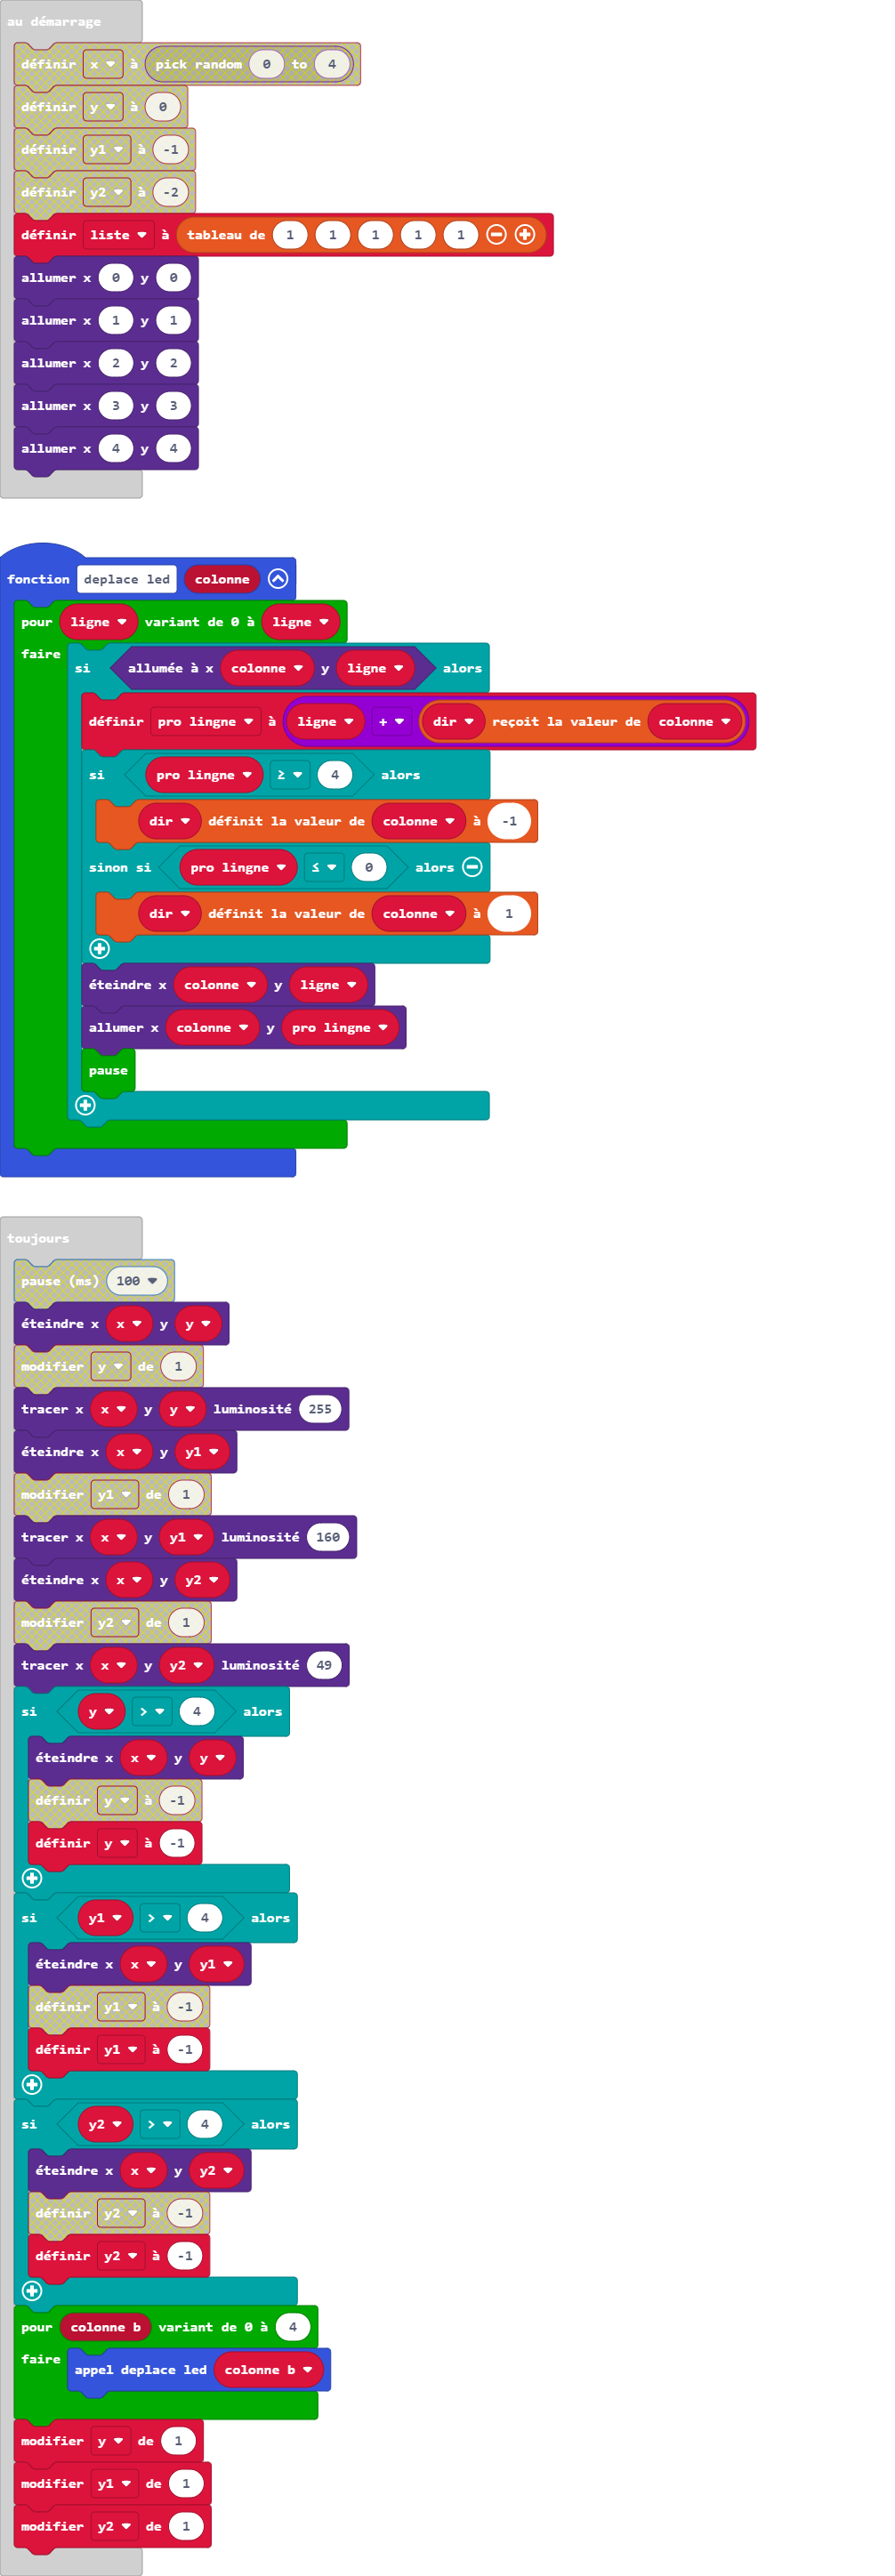 au démarrage
définir x à pick random 0 to 4
définir y à 0
définir y1 à -1
définir y2 à -2
définir liste à tableau de 1 1 1 1 1
allumer x 0 y 0
allumer x 1 y 1
allumer x 2 y 2
allumer x 3 y 3
allumer x 4 y 4
fonction deplace led colonne
pour ligne variant de 0 à ligne
faire
si allumée à x colonne y ligne alors
définir pro lingne à ligne + dir reçoit la valeur de colonne
si pro lingne ≥ 4 alors
dir définit la valeur de colonne à -1
sinon si pro lingne ≤ 0 alors
dir définit la valeur de colonne à 1
éteindre x colonne y ligne
allumer x colonne y pro lingne
pause
toujours
pause (ms) 100
éteindre x x y y
modifier y de 1
tracer x x y y luminosité 255
éteindre x x y y1
modifier y1 de 1
tracer x x y y1 luminosité 160
éteindre x x y y2
modifier y2 de 1
tracer x x y y2 luminosité 49
si y > 4 alors
éteindre x x y y
définir y à -1
définir y à -1
si y1 > 4 alors
éteindre x x y y1
définir y1 à -1
définir y1 à -1
si y2 > 4 alors
éteindre x x y y2
définir y2 à -1
définir y2 à -1
pour colonne b variant de 0 à 4
faire appel deplace led colonne b
modifier y de 1
modifier y1 de 1
modifier y2 de 1